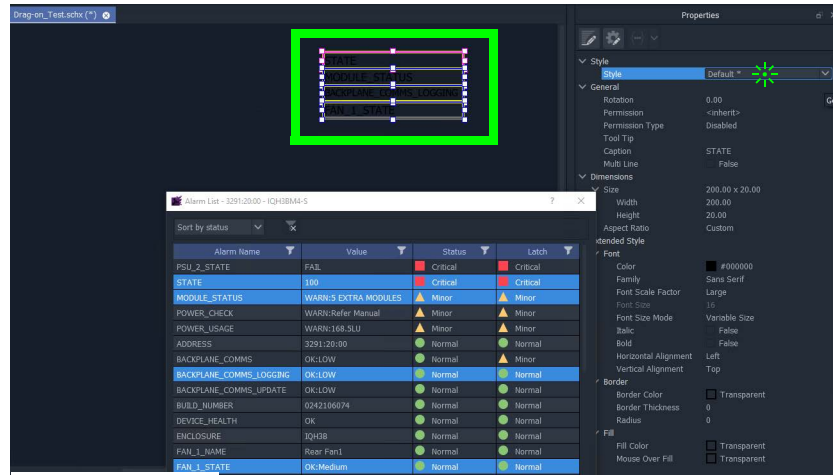 Drag-on_Test.schx (*)
STATE
MODULE_STATUS
BACKPLANE_COMMS_LOGGING
FAN_1_STATE
Alarm List - 3291:20:00 - IQH3BM4-S
Sort by status
Alarm Name Value Status Latch
PSU_2_STATE FAIL Critical Critical
STATE 100 Critical Critical
MODULE_STATUS WARN:5 EXTRA MODULES Minor Minor
POWER_CHECK WARN:Refer Manual Minor Minor
POWER_USAGE WARN:168.5LU Minor Minor
ADDRESS 3291:20:00 Normal Normal
BACKPLANE_COMMS OK:LOW Normal Minor
BACKPLANE_COMMS_LOGGING OK:LOW Normal Normal
BACKPLANE_COMMS_UPDATE OK:LOW Normal Normal
BUILD_NUMBER 0242106074 Normal Normal
DEVICE_HEALTH OK Normal Normal
ENCLOSURE IQH3B Normal Normal
FAN_1_NAME Rear Fan1 Normal Normal
FAN_1_STATE OK:Medium Normal Normal
Properties
Style
Style Default *
General
Rotation 0.00
Permission <inherit>
Permission Type Disabled
Tool Tip
Caption STATE
Multi Line False
Dimensions
Size 200.00 x 20.00
Width 200.00
Height 20.00
Aspect Ratio Custom
tended Style
Font
Color #000000
Family Sans Serif
Font Scale Factor Large
Font Size 16
Font Size Mode Variable Size
Italic False
Bold False
Horizontal Alignment Left
Vertical Alignment Top
Border
Border Color Transparent
Border Thickness 0
Radius 0
Fill
Fill Color Transparent
Mouse Over Fill Transparent